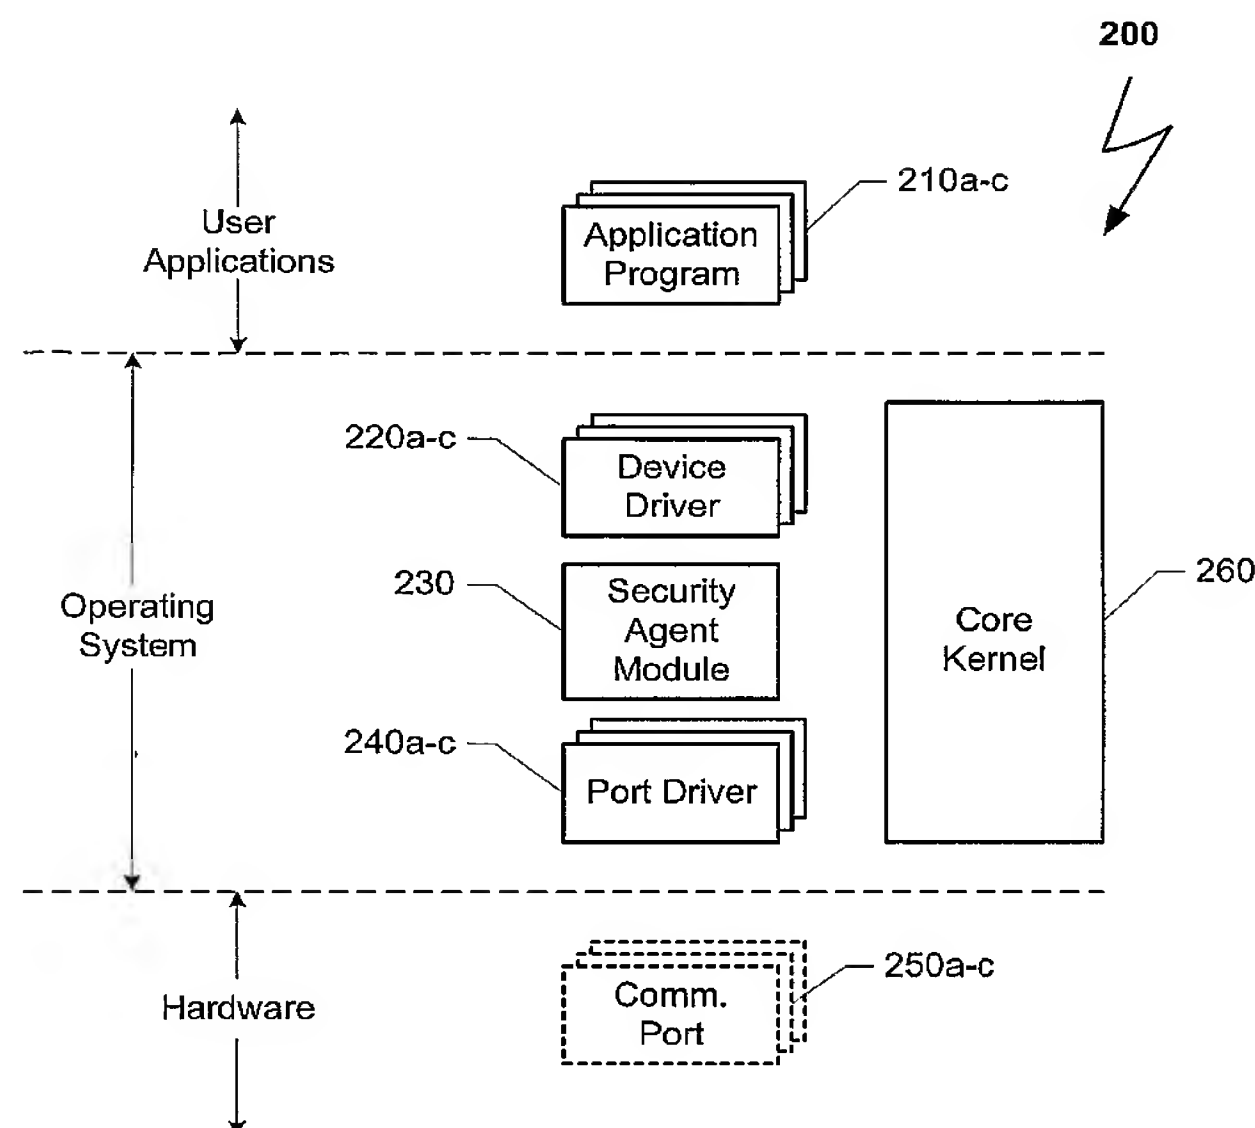 200
210a-c
User
Applications
Application
Program
220a-c
Device
Driver
230
Security
Agent
Module
260
Operating
System
Core
Kernel
240a-c
Port Driver
250a-c
Hardware
Comm.
Port